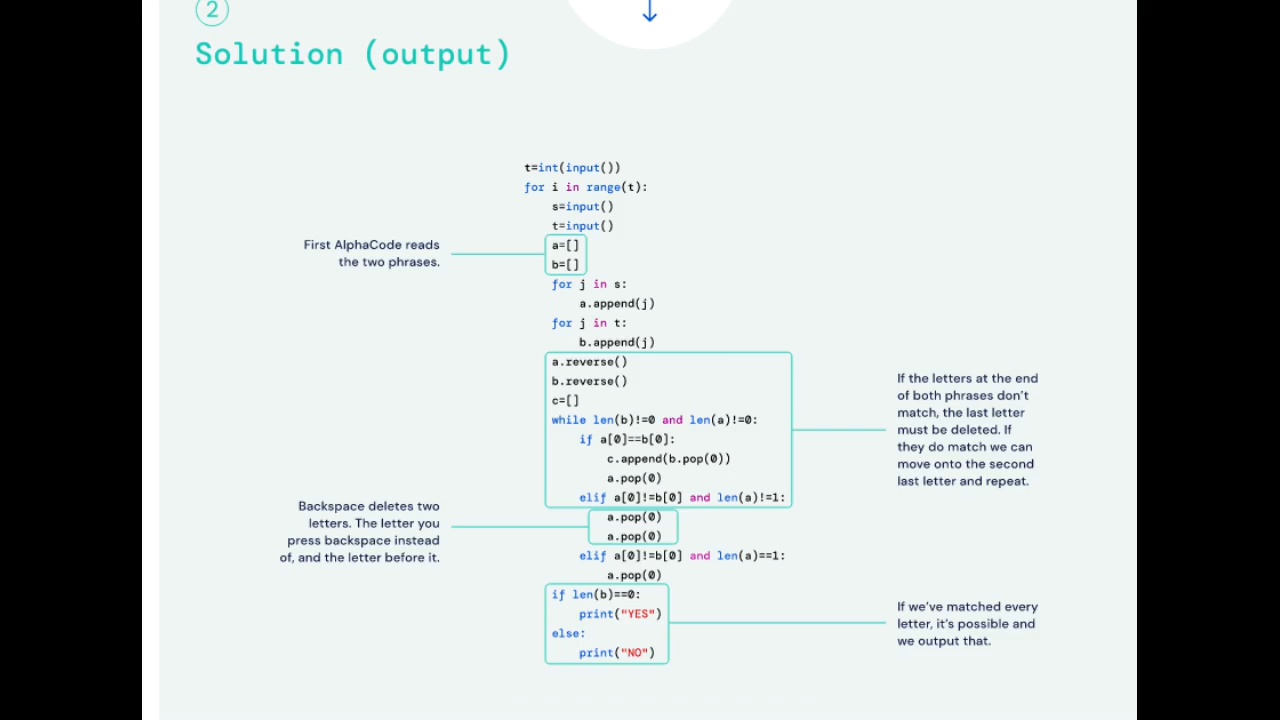 2
Solution (output)
t=int(input())
for i in range(t):
    s=input()
    t=input()
    a=[]
    b=[]
    for j in s:
        a.append(j)
    for j in t:
        b.append(j)
    a.reverse()
    b.reverse()
    c=[]
    while len(b)!=0 and len(a)!=0:
        if a[0]==b[0]:
            c.append(b.pop(0))
            a.pop(0)
        elif a[0]!=b[0] and len(a)!=1:
            a.pop(0)
            a.pop(0)
        elif a[0]!=b[0] and len(a)==1:
            a.pop(0)
    if len(b)==0:
        print("YES")
    else:
        print("NO")
First AlphaCode reads
the two phrases.
If the letters at the end
of both phrases don't
match, the last letter
must be deleted. If
they do match we can
move onto the second
last letter and repeat.
Backspace deletes two
letters. The letter you
press backspace instead
of, and the letter before it.
If we've matched every
letter, it's possible and
we output that.